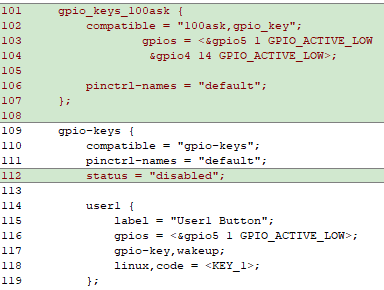 101 gpio_keys_100ask {
102 compatible = "100ask,gpio_key";
103 gpios = <&gpio5 1 GPIO_ACTIVE_LOW
104 &gpio4 14 GPIO_ACTIVE_LOW>;
105
106 pinctrl-names = "default";
107 };
108
109 gpio-keys {
110 compatible = "gpio-keys";
111 pinctrl-names = "default";
112 status = "disabled";
113
114 user1 {
115 label = "User1 Button";
116 gpios = <&gpio5 1 GPIO_ACTIVE_LOW>;
117 gpio-key,wakeup;
118 linux,code = <KEY_1>;
119 };